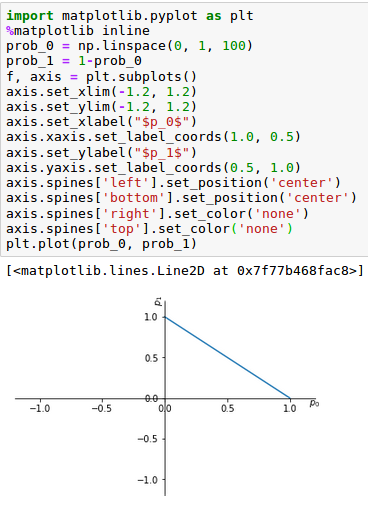 import matplotlib.pyplot as plt
%matplotlib inline
prob_0 = np.linspace(0, 1, 100)
prob_1 = 1-prob_0
f, axis = plt.subplots()
axis.set_xlim(-1.2, 1.2)
axis.set_ylim(-1.2, 1.2)
axis.set_xlabel("$p_0$")
axis.xaxis.set_label_coords(1.0, 0.5)
axis.set_ylabel("$p_1$")
axis.yaxis.set_label_coords(0.5, 1.0)
axis.spines['left'].set_position('center')
axis.spines['bottom'].set_position('center')
axis.spines['right'].set_color('none')
axis.spines['top'].set_color('none')
plt.plot(prob_0, prob_1)
[<matplotlib.lines.Line2D at 0x7f77b468fac8>]
p₁
1.0
0.5
0.0
p₀
−1.0 −0.5 0.0 0.5 1.0
−0.5
−1.0